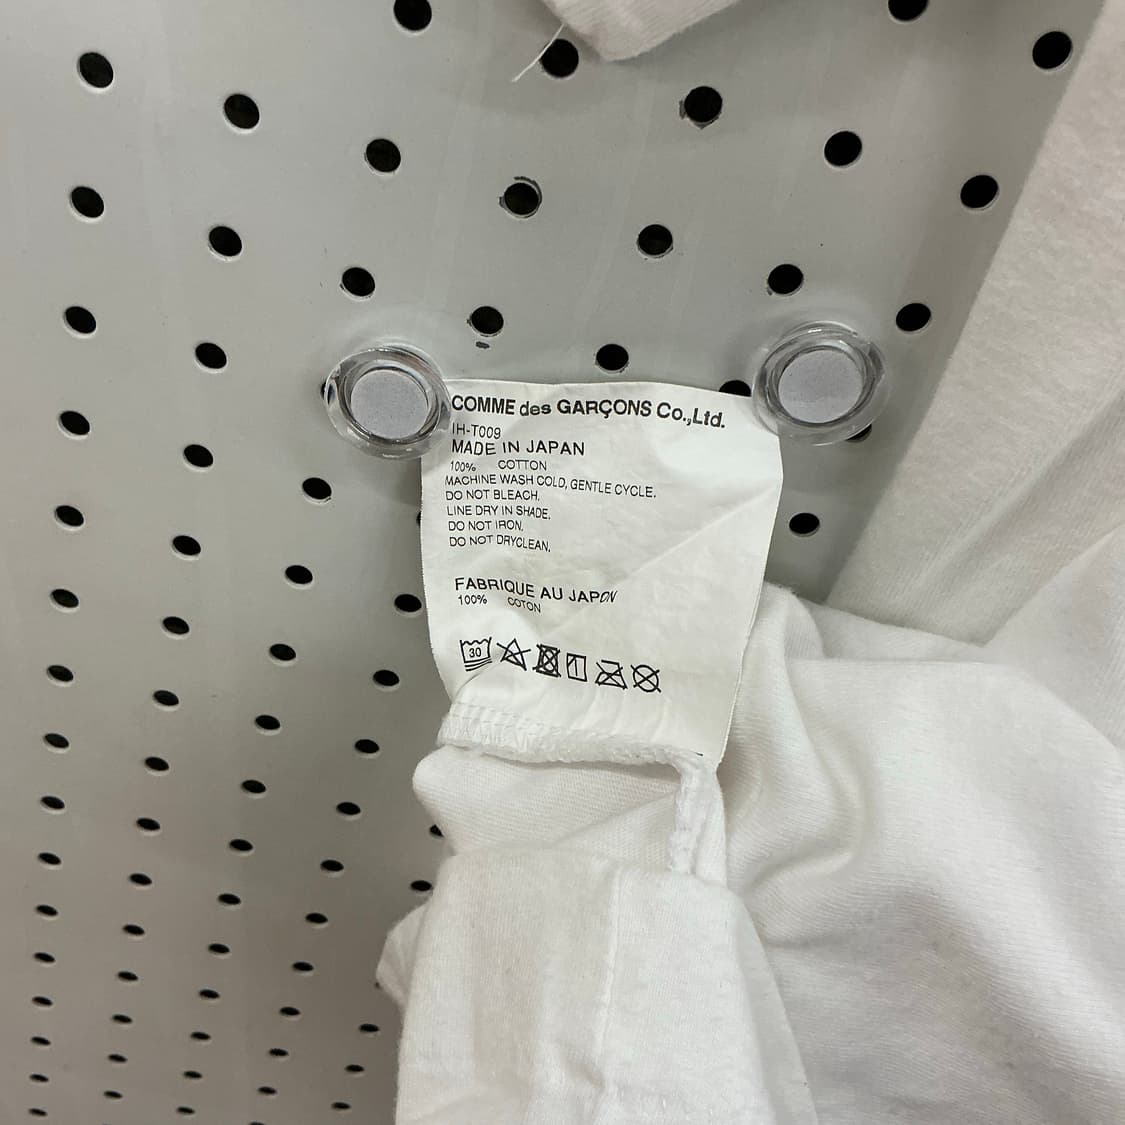 COMME des GARÇONS Co.,Ltd.
IH-T009
MADE IN JAPAN
100% COTTON
MACHINE WASH COLD, GENTLE CYCLE.
DO NOT BLEACH.
LINE DRY IN SHADE.
DO NOT IRON.
DO NOT DRYCLEAN.
FABRIQUE AU JAPON
100% COTON
30